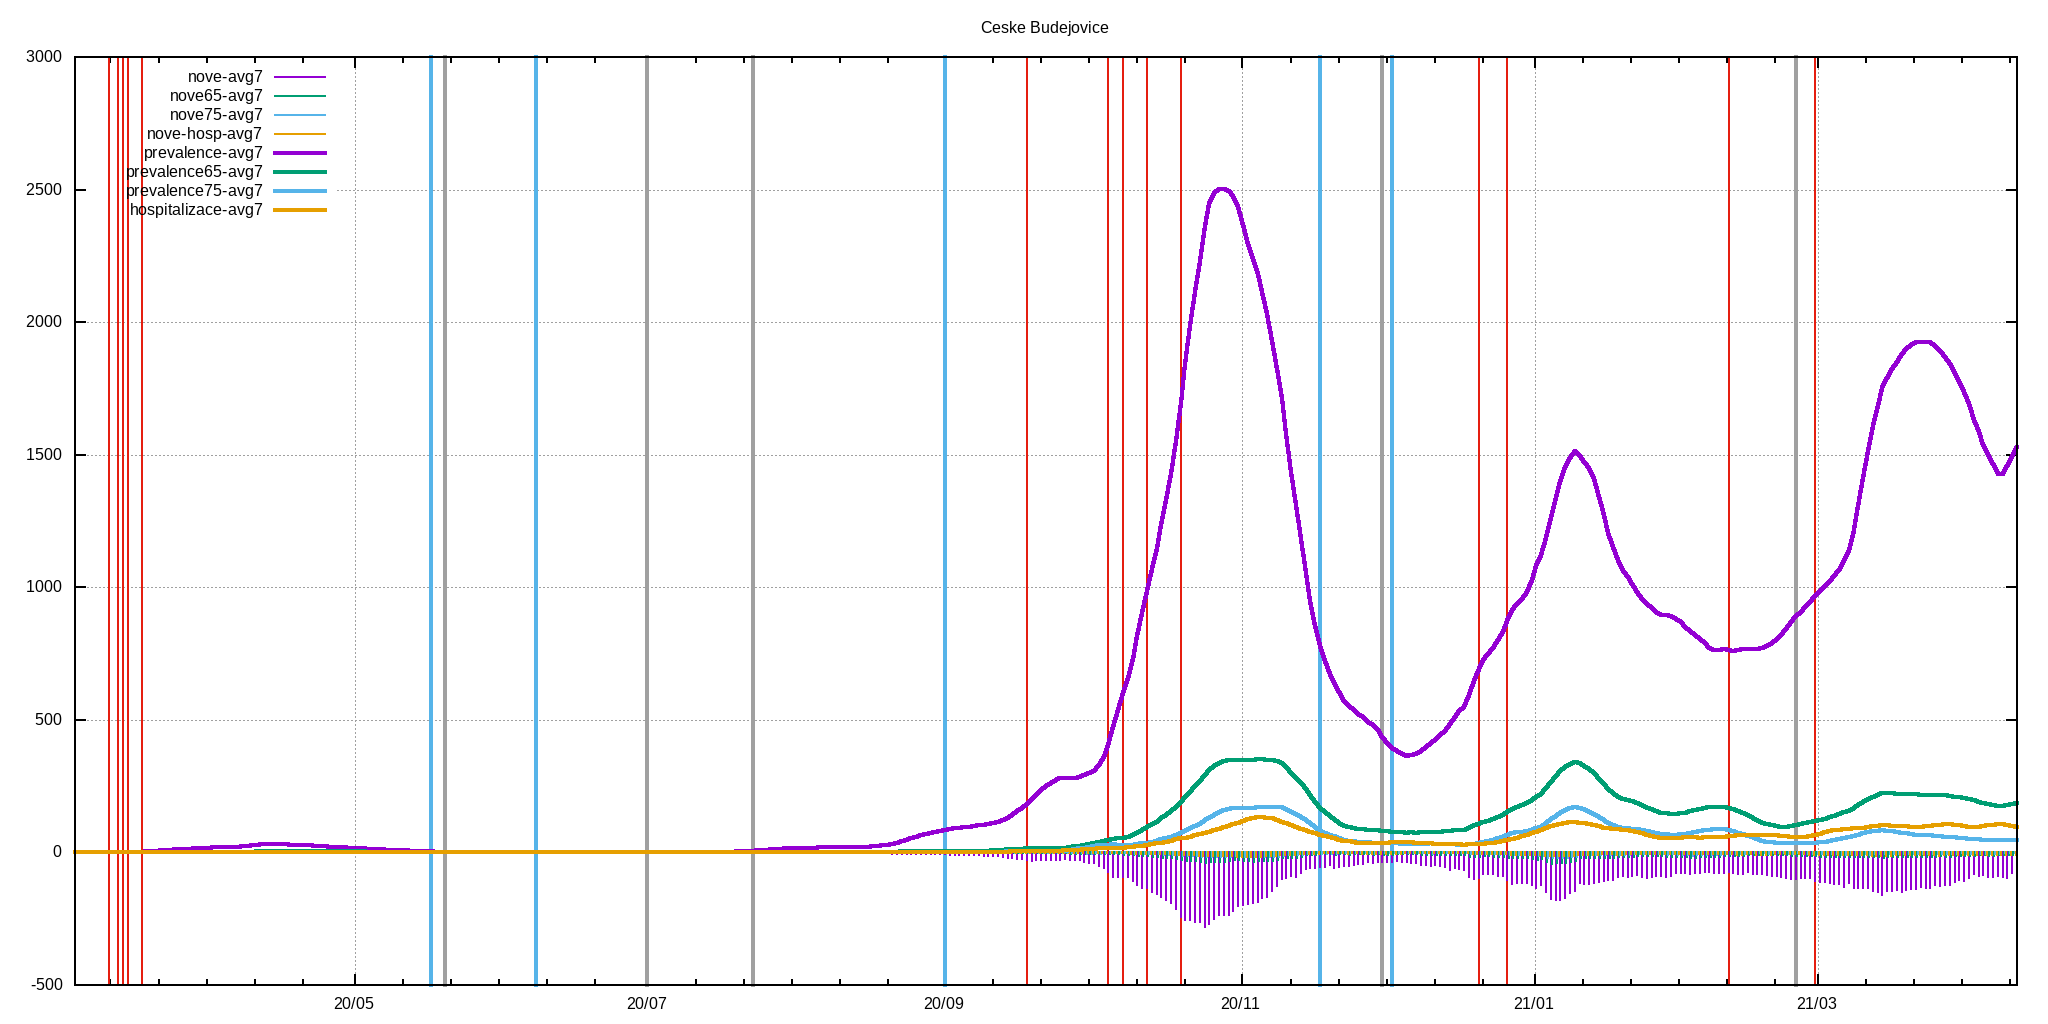 Ceske Budejovice
3000
2500
2000
1500
1000
500
0
-500
nove-avg7
nove65-avg7
nove75-avg7
nove-hosp-avg7
prevalence-avg7
prevalence65-avg7
prevalence75-avg7
hospitalizace-avg7
20/05 20/07 20/09 20/11 21/01 21/03